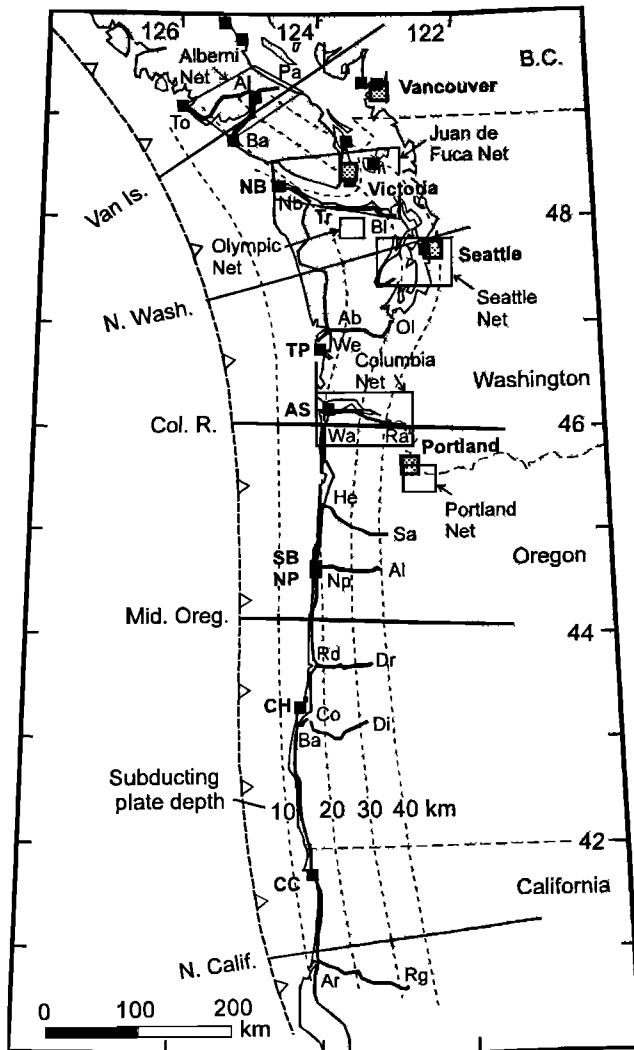 126
124
122
Alberni
Net
Pa
B.C.
Al
Vancouver
To
Ba
Juan de
Fuca Net
Van Is.
NB
Nb
Victoria
Tr
Bl
48
Olympic
Net
Seattle
N. Wash.
Seattle
Net
Ab
Ol
TP
We
Columbia
Net
Washington
AS
Col. R.
Wa
Ra
46
Portland
He
Portland
Net
Sa
SB
NP
Np
Al
Oregon
Mid. Oreg.
44
Rd
Dr
CH
Co
Ba
Di
Subducting
plate depth
10 20 30 40 km
42
CC
California
N. Calif.
Ar
Rg
0 100 200
km